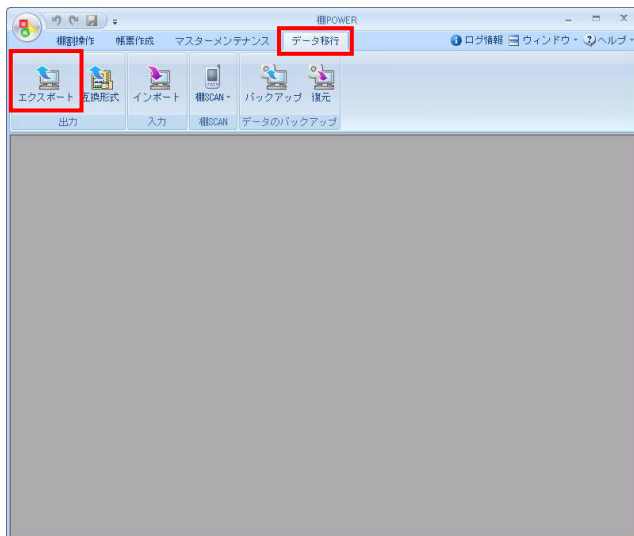 棚POWER
棚割操作 帳票作成 マスターメンテナンス データ移行 ログ情報 ウィンドウ ヘルプ
エクスポート 互換形式 インポート 棚SCAN バックアップ 復元
出力 入力 棚SCAN データのバックアップ